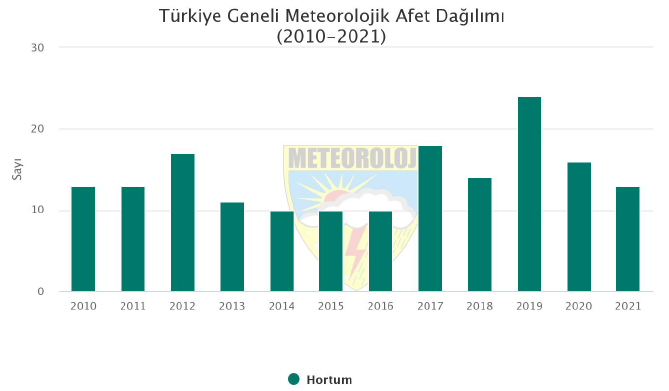 Türkiye Geneli Meteorolojik Afet Dağılımı
(2010-2021)
30
20
10
0
Sayı
METEOROLOJ
2010 2011 2012 2013 2014 2015 2016 2017 2018 2019 2020 2021
Hortum